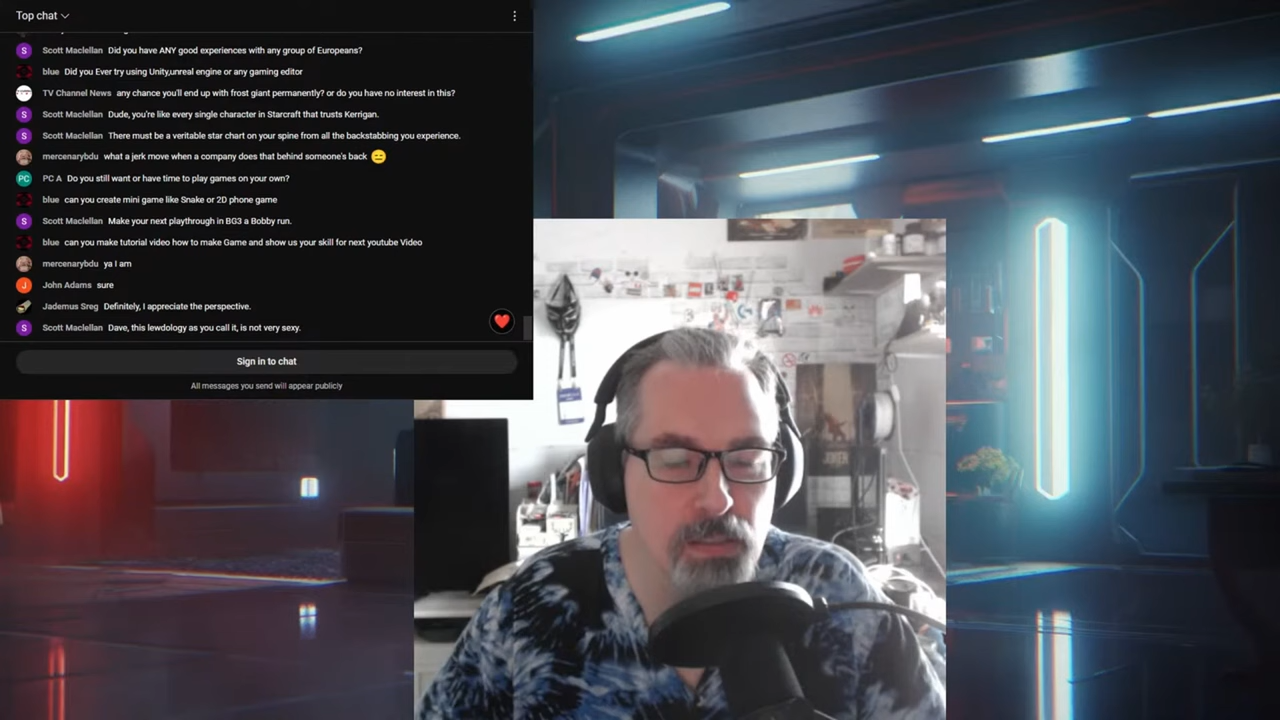 Top chat
Scott Maclellan Did you have ANY good experiences with any group of Europeans?
blue Did you Ever try using Unity,unreal engine or any gaming editor
TV Channel News any chance you'll end up with frost giant permanently? or do you have no interest in this?
S Scott Maclellan Dude, you're like every single character in Starcraft that trusts Kerrigan.
S Scott Maclellan There must be a veritable star chart on your spine from all the backstabbing you experience.
mercenarybdu what a jerk move when a company does that behind someone's back 😑
PC PC A Do you still want or have time to play games on your own?
blue can you create mini game like Snake or 2D phone game
S Scott Maclellan Make your next playthrough in BG3 a Bobby run.
blue can you make tutorial video how to make Game and show us your skill for next youtube Video
mercenarybdu ya I am
J John Adams sure
Jademus Sreg Definitely, I appreciate the perspective.
S Scott Maclellan Dave, this lewdology as you call it, is not very sexy.
Sign in to chat
All messages you send will appear publicly